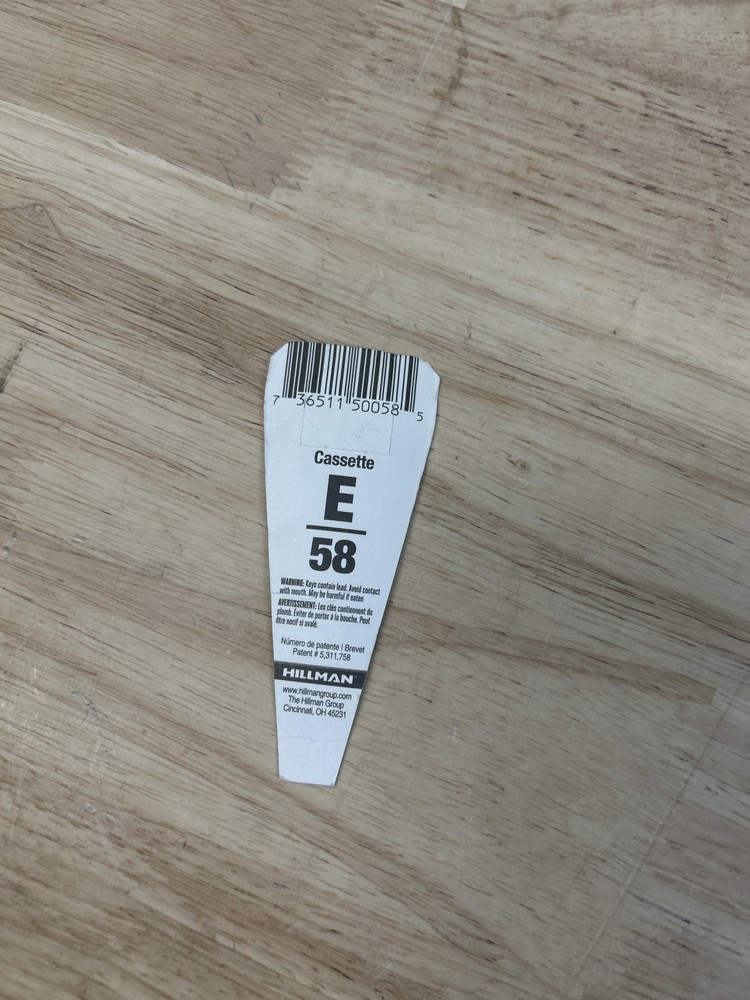 7 36511 50058 5
Cassette
E
58
WARNING: Keys contain lead. Avoid contact
with mouth. May be harmful if eaten
AVERTISSEMENT: Les clés contiennent du
plomb. Éviter de porter à la bouche. Peut
être nocif si avalé.
Número de patente | Brevet
Patent # 5,311,758
HILLMAN
www.hillmangroup.com
The Hillman Group
Cincinnati, OH 45231